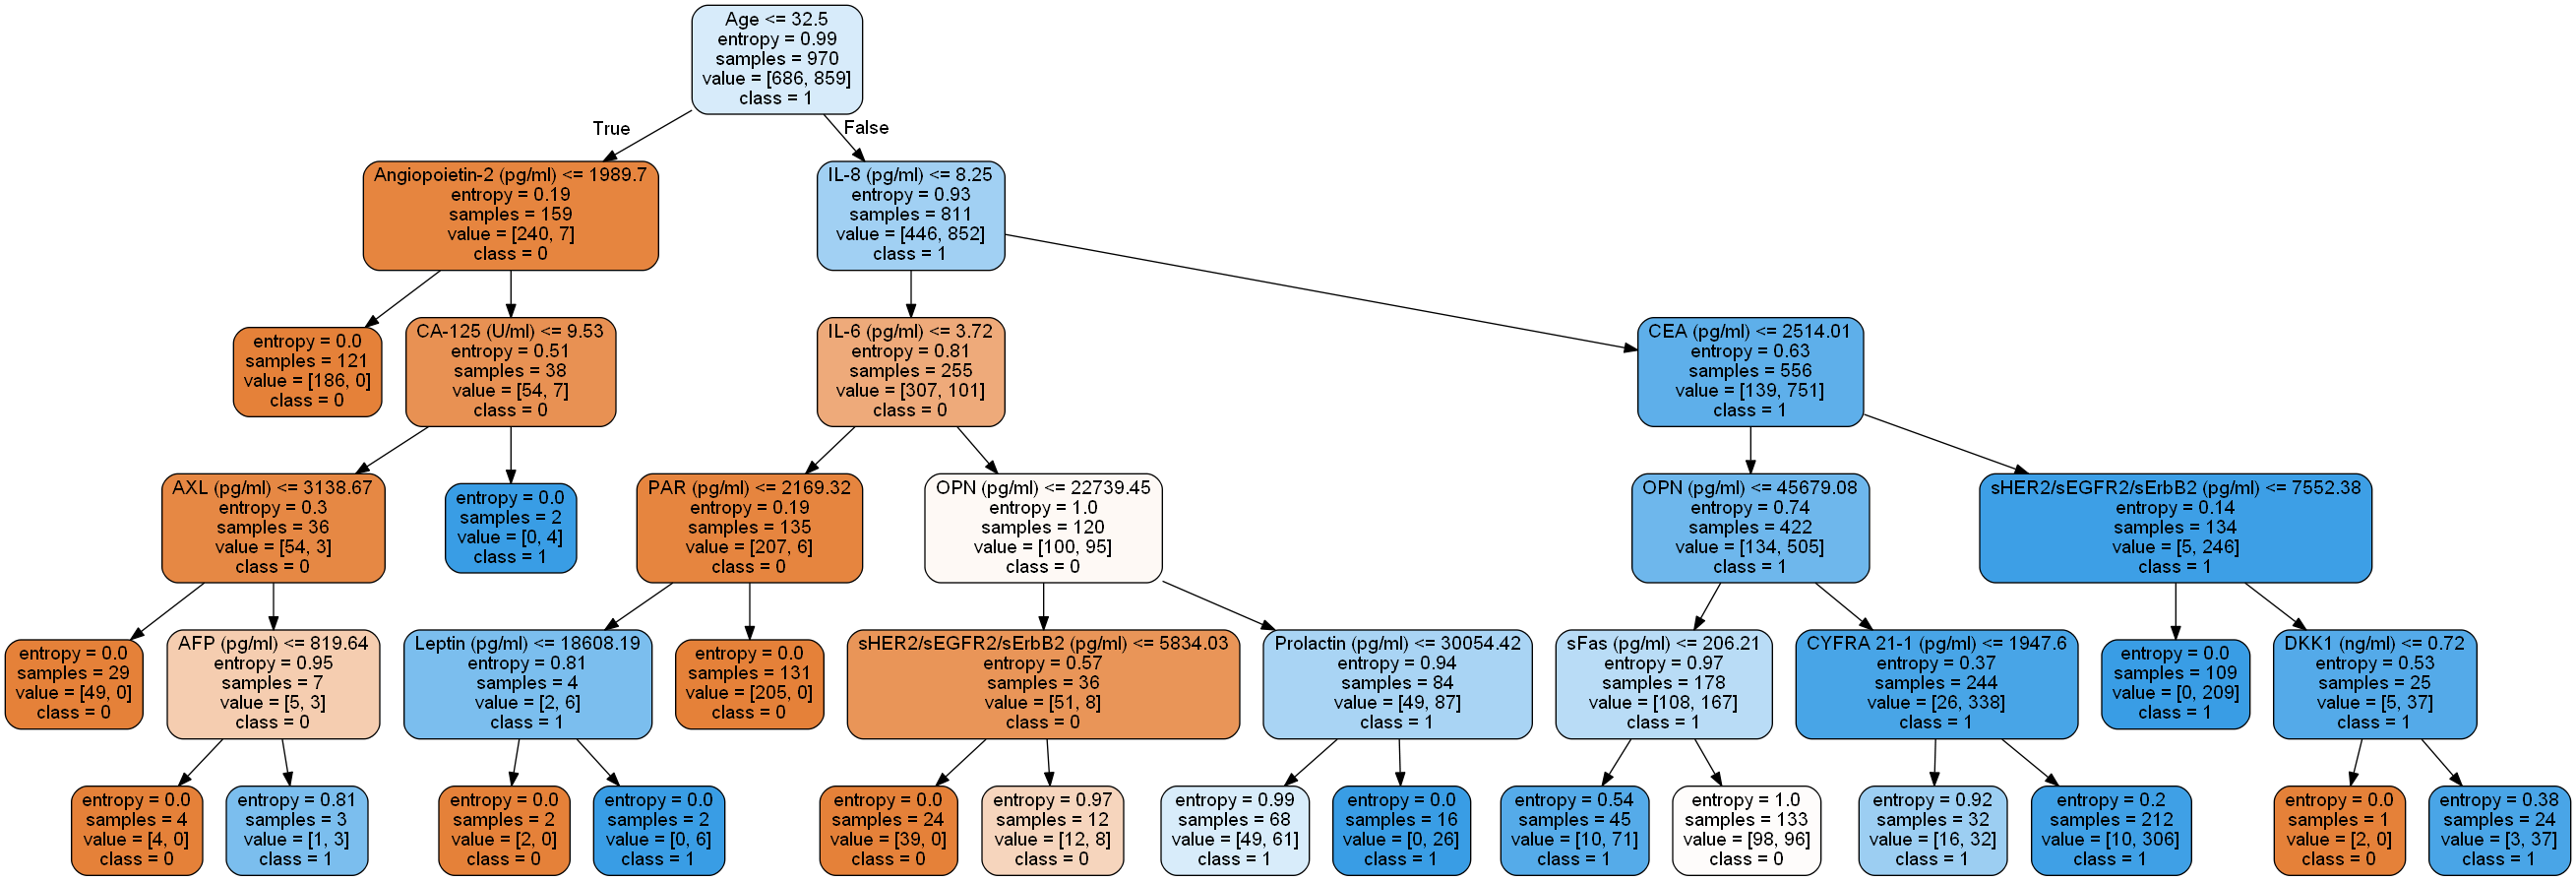 Age <= 32.5
entropy = 0.99
samples = 970
value = [686, 859]
class = 1
True
False
Angiopoietin-2 (pg/ml) <= 1989.7
entropy = 0.19
samples = 159
value = [240, 7]
class = 0
IL-8 (pg/ml) <= 8.25
entropy = 0.93
samples = 811
value = [446, 852]
class = 1
entropy = 0.0
samples = 121
value = [186, 0]
class = 0
CA-125 (U/ml) <= 9.53
entropy = 0.51
samples = 38
value = [54, 7]
class = 0
IL-6 (pg/ml) <= 3.72
entropy = 0.81
samples = 255
value = [307, 101]
class = 0
CEA (pg/ml) <= 2514.01
entropy = 0.63
samples = 556
value = [139, 751]
class = 1
AXL (pg/ml) <= 3138.67
entropy = 0.3
samples = 36
value = [54, 3]
class = 0
entropy = 0.0
samples = 2
value = [0, 4]
class = 1
PAR (pg/ml) <= 2169.32
entropy = 0.19
samples = 135
value = [207, 6]
class = 0
OPN (pg/ml) <= 22739.45
entropy = 1.0
samples = 120
value = [100, 95]
class = 0
OPN (pg/ml) <= 45679.08
entropy = 0.74
samples = 422
value = [134, 505]
class = 1
sHER2/sEGFR2/sErbB2 (pg/ml) <= 7552.38
entropy = 0.14
samples = 134
value = [5, 246]
class = 1
entropy = 0.0
samples = 29
value = [49, 0]
class = 0
AFP (pg/ml) <= 819.64
entropy = 0.95
samples = 7
value = [5, 3]
class = 0
Leptin (pg/ml) <= 18608.19
entropy = 0.81
samples = 4
value = [2, 6]
class = 1
entropy = 0.0
samples = 131
value = [205, 0]
class = 0
sHER2/sEGFR2/sErbB2 (pg/ml) <= 5834.03
entropy = 0.57
samples = 36
value = [51, 8]
class = 0
Prolactin (pg/ml) <= 30054.42
entropy = 0.94
samples = 84
value = [49, 87]
class = 1
sFas (pg/ml) <= 206.21
entropy = 0.97
samples = 178
value = [108, 167]
class = 1
CYFRA 21-1 (pg/ml) <= 1947.6
entropy = 0.37
samples = 244
value = [26, 338]
class = 1
entropy = 0.0
samples = 109
value = [0, 209]
class = 1
DKK1 (ng/ml) <= 0.72
entropy = 0.53
samples = 25
value = [5, 37]
class = 1
entropy = 0.0
samples = 4
value = [4, 0]
class = 0
entropy = 0.81
samples = 3
value = [1, 3]
class = 1
entropy = 0.0
samples = 2
value = [2, 0]
class = 0
entropy = 0.0
samples = 2
value = [0, 6]
class = 1
entropy = 0.0
samples = 24
value = [39, 0]
class = 0
entropy = 0.97
samples = 12
value = [12, 8]
class = 0
entropy = 0.99
samples = 68
value = [49, 61]
class = 1
entropy = 0.0
samples = 16
value = [0, 26]
class = 1
entropy = 0.54
samples = 45
value = [10, 71]
class = 1
entropy = 1.0
samples = 133
value = [98, 96]
class = 0
entropy = 0.92
samples = 32
value = [16, 32]
class = 1
entropy = 0.2
samples = 212
value = [10, 306]
class = 1
entropy = 0.0
samples = 1
value = [2, 0]
class = 0
entropy = 0.38
samples = 24
value = [3, 37]
class = 1